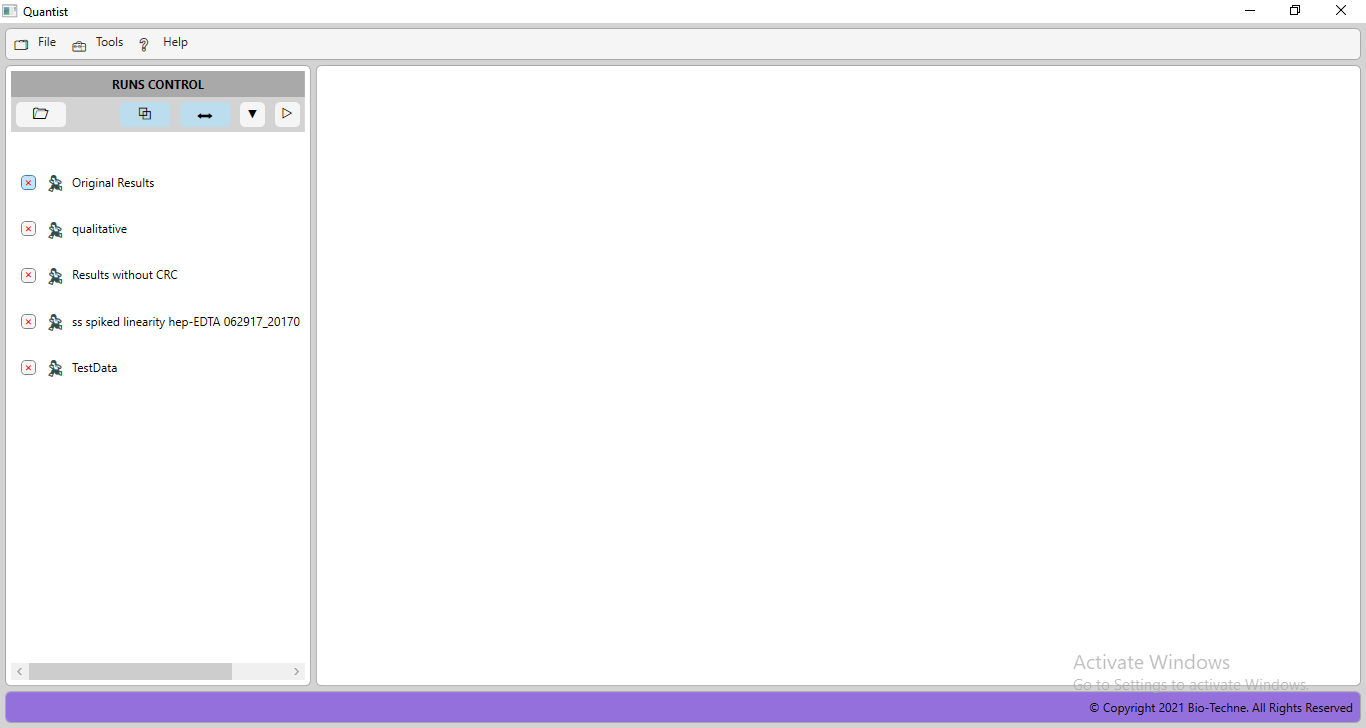 Quantist
File Tools Help
RUNS CONTROL
Original Results
qualitative
Results without CRC
ss spiked linearity hep-EDTA 062917_20170
TestData
Activate Windows
Go to Settings to activate Windows.
© Copyright 2021 Bio-Techne. All Rights Reserved